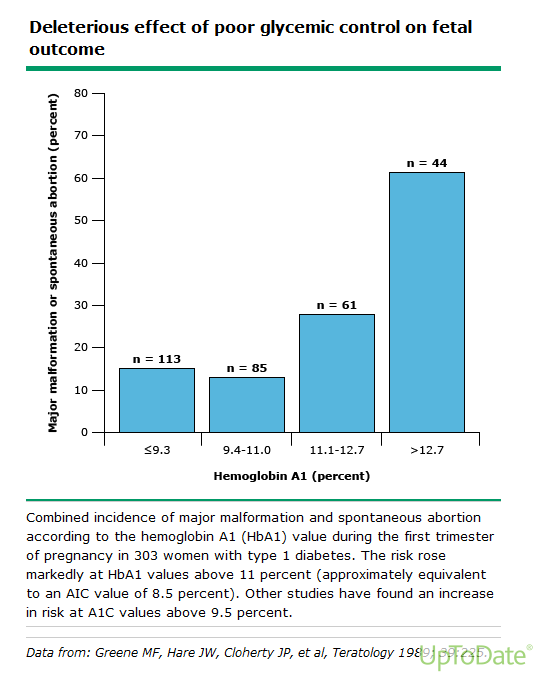 Deleterious effect of poor glycemic control on fetal
outcome
Major malformation or spontaneous abortion (percent)
80
70
60
50
40
30
20
10
0
n = 113
n = 85
n = 61
n = 44
≤9.3
9.4-11.0
11.1-12.7
>12.7
Hemoglobin A1 (percent)
Combined incidence of major malformation and spontaneous abortion
according to the hemoglobin A1 (HbA1) value during the first trimester
of pregnancy in 303 women with type 1 diabetes. The risk rose
markedly at HbA1 values above 11 percent (approximately equivalent
to an AIC value of 8.5 percent). Other studies have found an increase
in risk at A1C values above 9.5 percent.
Data from: Greene MF, Hare JW, Cloherty JP, et al, Teratology 1989; 39:225.
UpToDate®